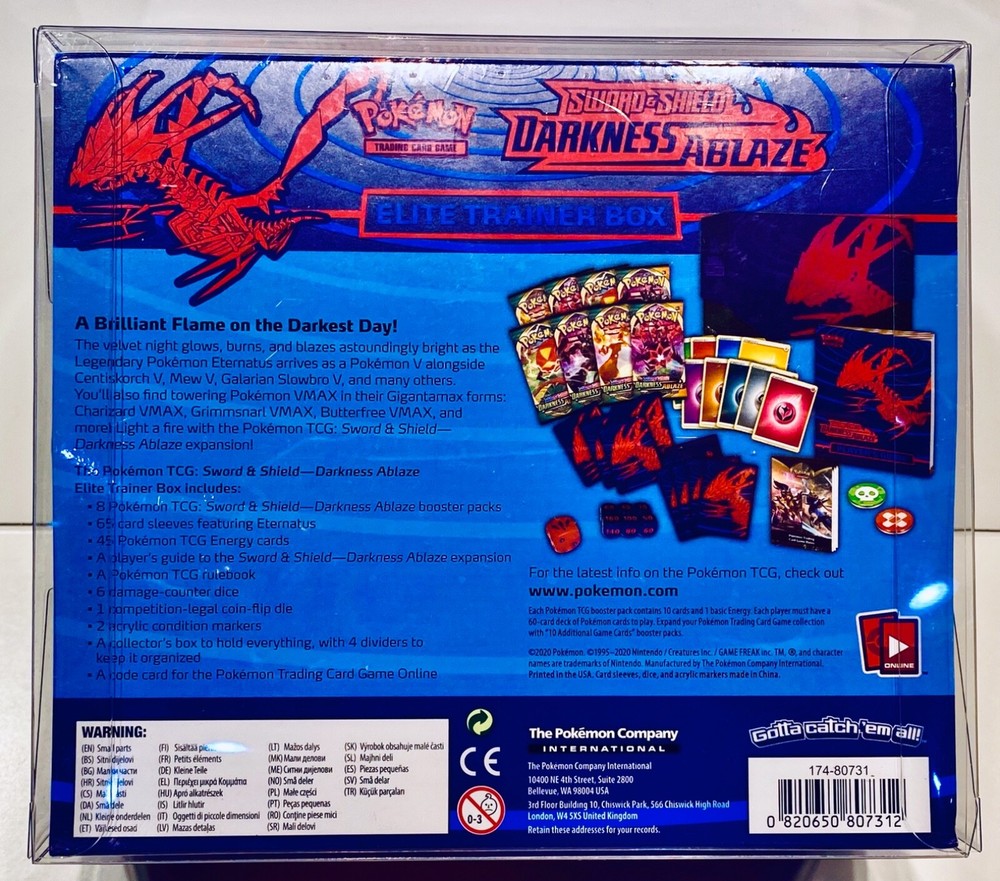 Pokémon
TRADING CARD GAME
SWORD & SHIELD
DARKNESS ABLAZE
ELITE TRAINER BOX
A Brilliant Flame on the Darkest Day!
The velvet night glows, burns, and blazes astoundingly bright as the
Legendary Pokémon Eternatus arrives as a Pokémon V alongside
Centiskorch V, Mew V, Galarian Slowbro V, and many others.
You'll also find towering Pokémon VMAX in their Gigantamax forms:
Charizard VMAX, Grimmsnarl VMAX, Butterfree VMAX, and
more! Light a fire with the Pokémon TCG: Sword & Shield—
Darkness Ablaze expansion!
The Pokémon TCG: Sword & Shield—Darkness Ablaze
Elite Trainer Box includes:
• 8 Pokémon TCG: Sword & Shield—Darkness Ablaze booster packs
• 65 card sleeves featuring Eternatus
• 45 Pokémon TCG Energy cards
• A player's guide to the Sword & Shield—Darkness Ablaze expansion
• A Pokémon TCG rulebook
• 6 damage-counter dice
• 1 competition-legal coin-flip die
• 2 acrylic condition markers
• A collector's box to hold everything, with 4 dividers to
keep it organized
• A code card for the Pokémon Trading Card Game Online
For the latest info on the Pokémon TCG, check out
www.pokemon.com
Each Pokémon TCG booster pack contains 10 cards and 1 basic Energy. Each player must have a
60-card deck of Pokémon cards to play. Expand your Pokémon Trading Card Game collection
with "10 Additional Game Cards" booster packs.
©2020 Pokémon. ©1995–2020 Nintendo / Creatures Inc. / GAME FREAK inc. TM, ®, and character
names are trademarks of Nintendo. Manufactured by The Pokémon Company International.
Printed in the USA. Card sleeves, dice, and acrylic markers made in China.
ONLINE
WARNING:
(EN) Small parts
(BS) Sitni dijelovi
(BG) Малки части
(HR) Sitni dijelovi
(CS) Malé části
(DA) Små dele
(NL) Kleine onderdelen
(ET) Väikesed osad
(FI) Sisältää
(FR) Petits éléments
(DE) Kleine Teile
(EL) Περιέχει μικρά Κομμάτια
(HU) Apró alkatrészek
(IS) Litlir hlutir
(IT) Oggetti di piccole dimensioni
(LV) Mazas detaļas
(LT) Mažos dalys
(MK) Мали делови
(ME) Ситни дијелови
(NO) Små deler
(PL) Małe części
(PT) Peças pequenas
(RO) Conține piese mici
(SR) Mali delovi
(SK) Výrobok obsahuje malé časti
(SL) Majhni deli
(ES) Piezas pequeñas
(SV) Små delar
(TR) Küçük parçaları
CE
0-3
The Pokémon Company
INTERNATIONAL
The Pokémon Company International
10400 NE 4th Street, Suite 2800
Bellevue, WA 98004 USA
3rd Floor Building 10, Chiswick Park, 566 Chiswick High Road
London, W4 5XS United Kingdom
Retain these addresses for your records.
Gotta catch 'em all!
174-80731
0 820650 807312